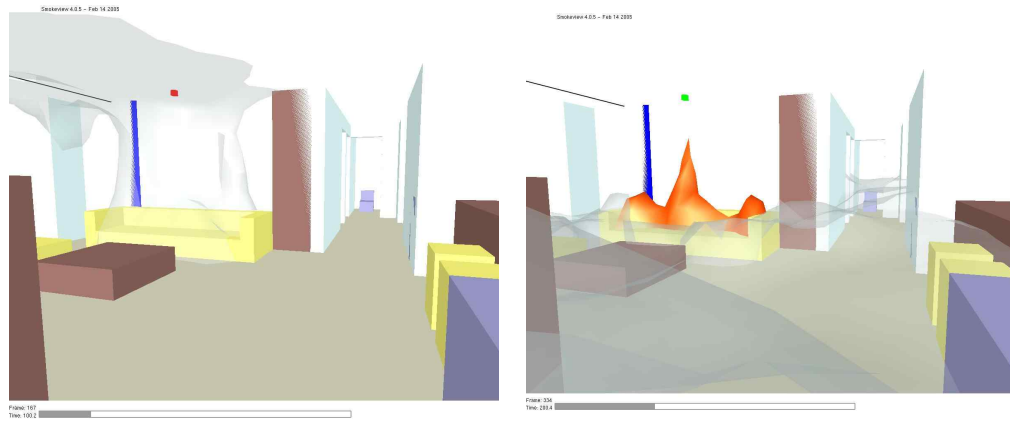 Smokeview 4.0.5 - Feb 14 2005
Smokeview 4.0.5 - Feb 14 2005
Frame: 167
Time: 100.2
Frame: 334
Time: 200.4